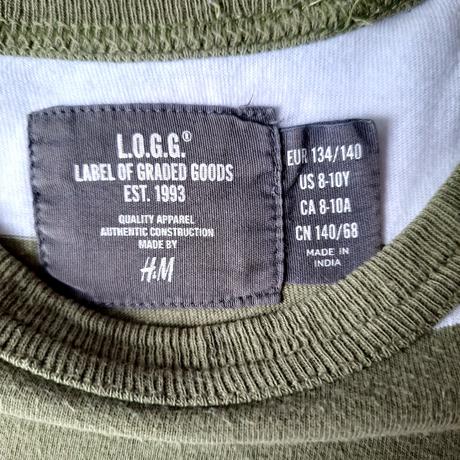 L.O.G.G.®
LABEL OF GRADED GOODS
EST. 1993
QUALITY APPAREL
AUTHENTIC CONSTRUCTION
MADE BY
H&M
EUR 134/140
US 8-10Y
CA 8-10A
CN 140/68
MADE IN
INDIA